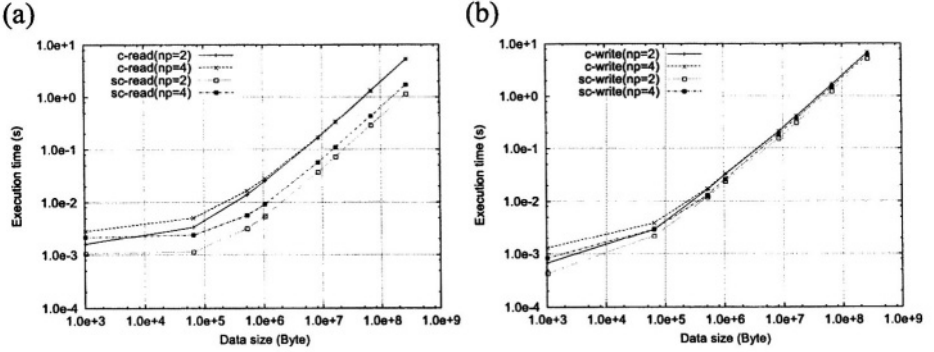 (a)
c-read(np=2)
c-read(np=4)
sc-read(np=2)
sc-read(np=4)
1.0e+1
1.0e+0
1.0e-1
1.0e-2
1.0e-3
1.0e-4
Execution time (s)
1.0e+3 1.0e+4 1.0e+5 1.0e+6 1.0e+7 1.0e+8 1.0e+9
Data size (Byte)
(b)
c-write(np=2)
c-write(np=4)
sc-write(np=2)
sc-write(np=4)
1.0e+1
1.0e+0
1.0e-1
1.0e-2
1.0e-3
1.0e-4
Execution time (s)
1.0e+3 1.0e+4 1.0e+5 1.0e+6 1.0e+7 1.0e+8 1.0e+9
Data size (Byte)